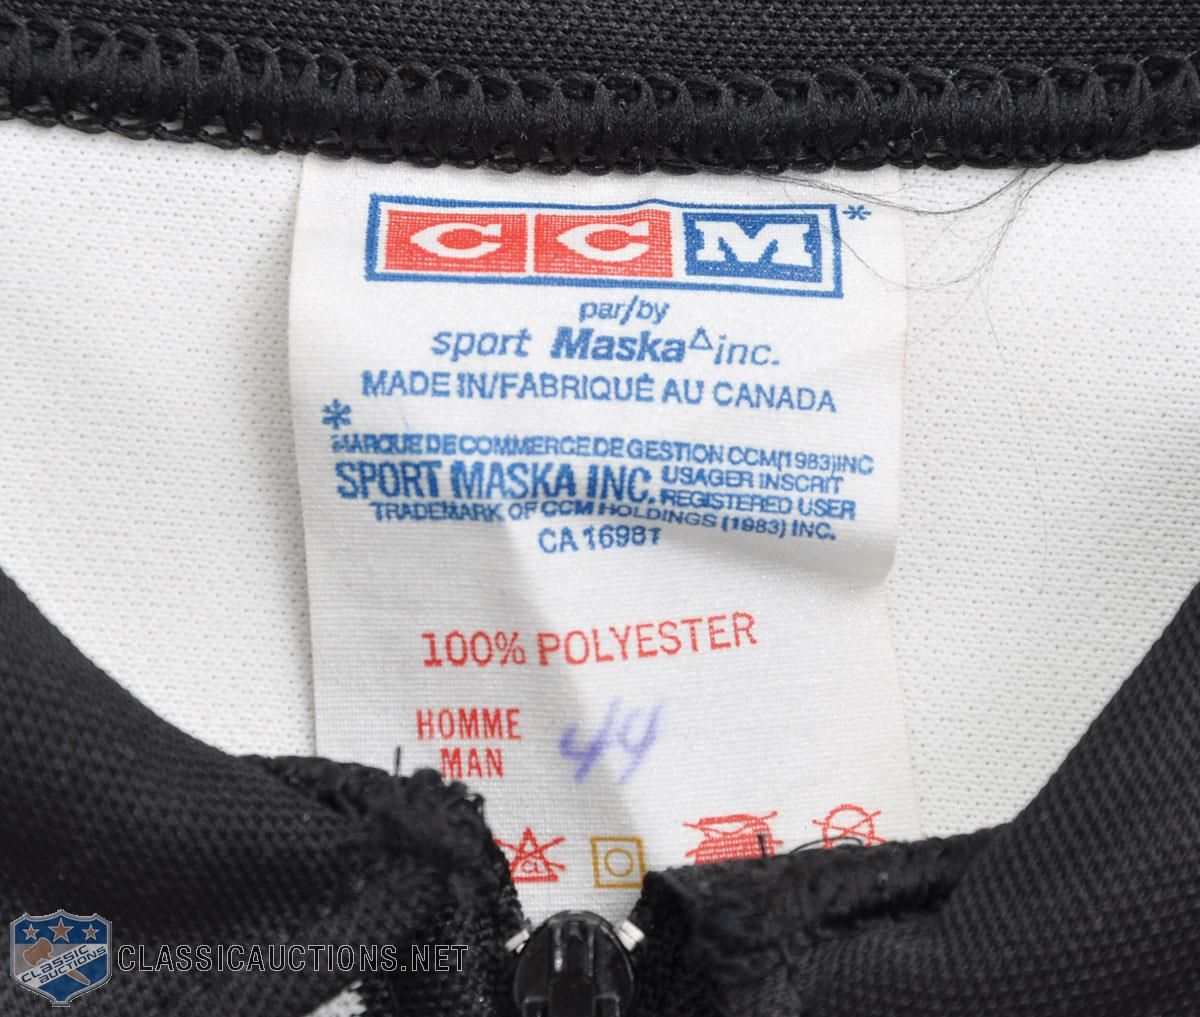 CCM*
par/by
sport Maska inc.
MADE IN/FABRIQUÉ AU CANADA
*
MARQUE DE COMMERCE DE GESTION CCM(1983)INC
SPORT MASKA INC. USAGER INSCRIT
REGISTERED USER
TRADEMARK OF CCM HOLDINGS (1983) INC.
CA 16981
100% POLYESTER
HOMME
MAN
44
CL
CLASSIC AUCTIONS
CLASSICAUCTIONS.NET